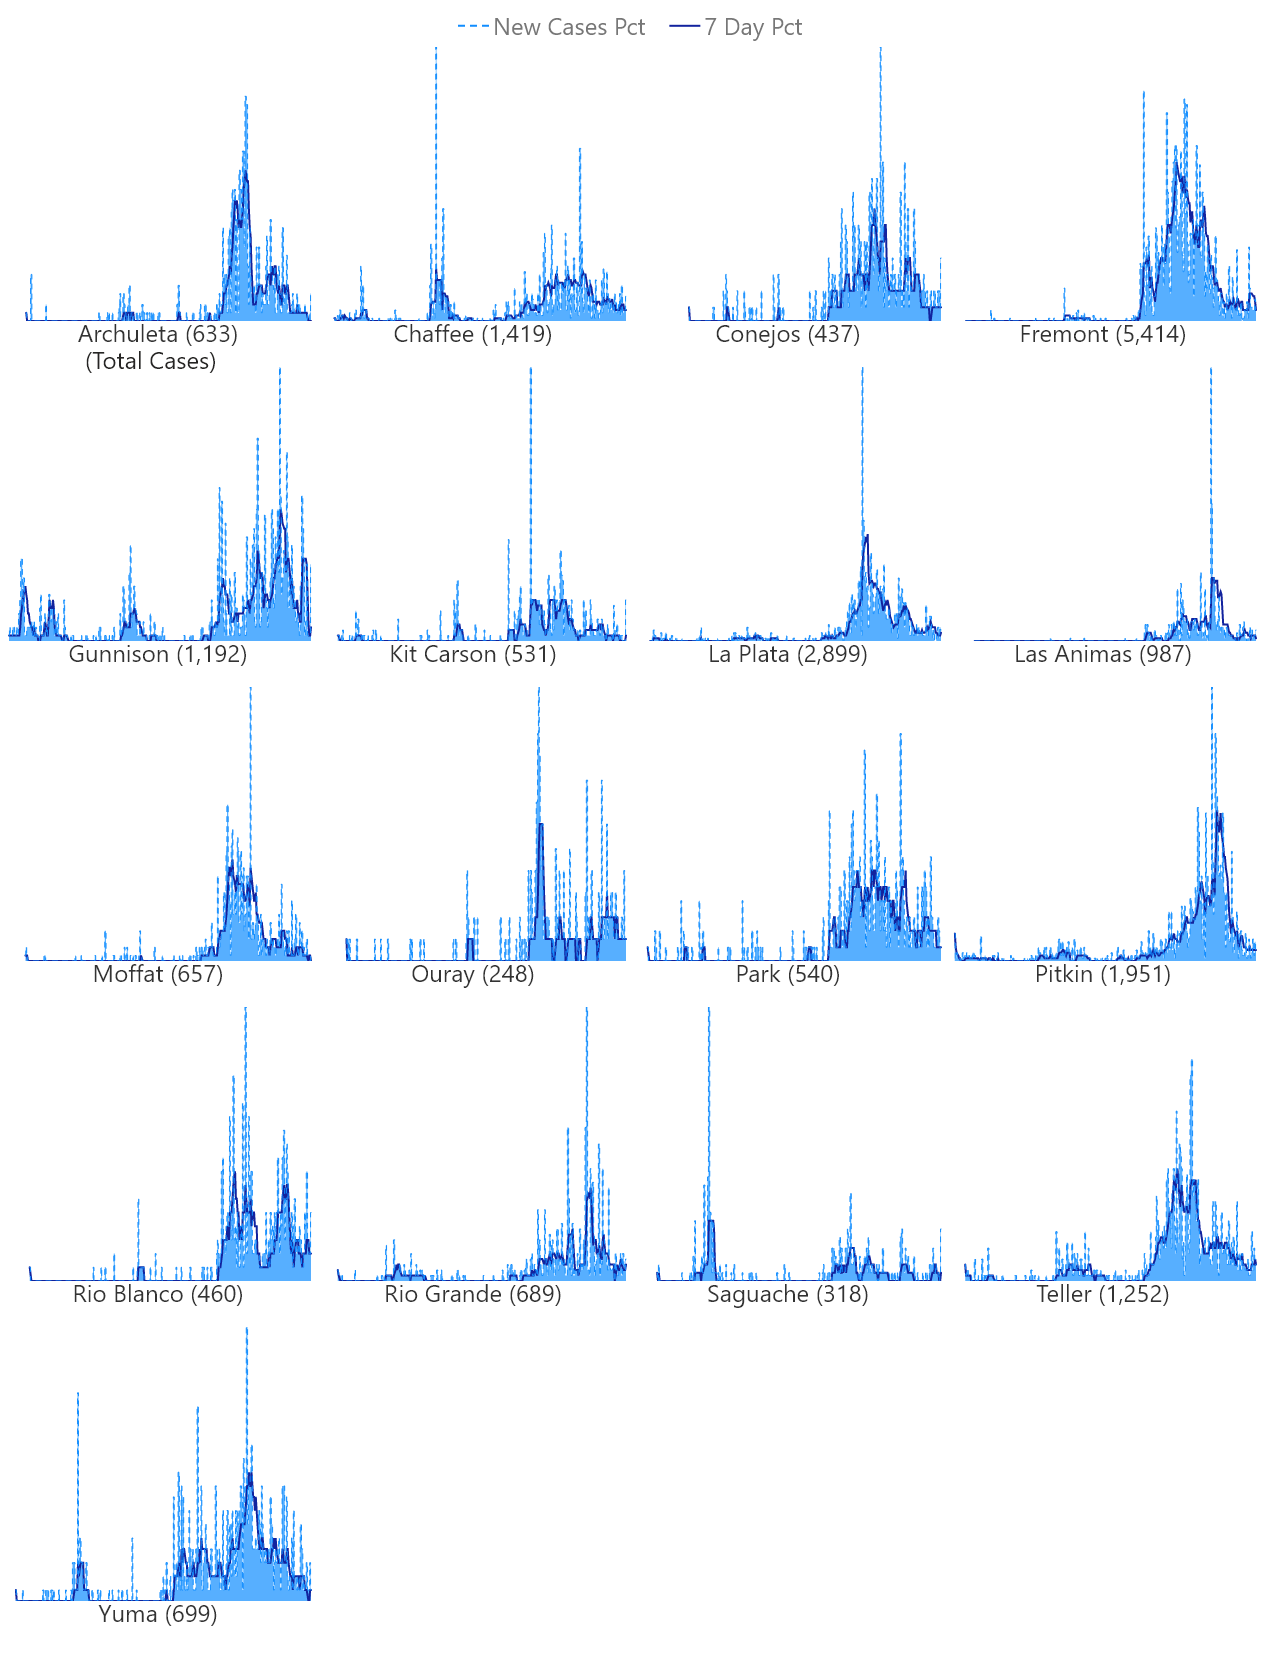 New Cases Pct 7 Day Pct
Archuleta (633) Chaffee (1,419) Conejos (437) Fremont (5,414)
(Total Cases)
Gunnison (1,192) Kit Carson (531) La Plata (2,899) Las Animas (987)
Moffat (657) Ouray (248) Park (540) Pitkin (1,951)
Rio Blanco (460) Rio Grande (689) Saguache (318) Teller (1,252)
Yuma (699)